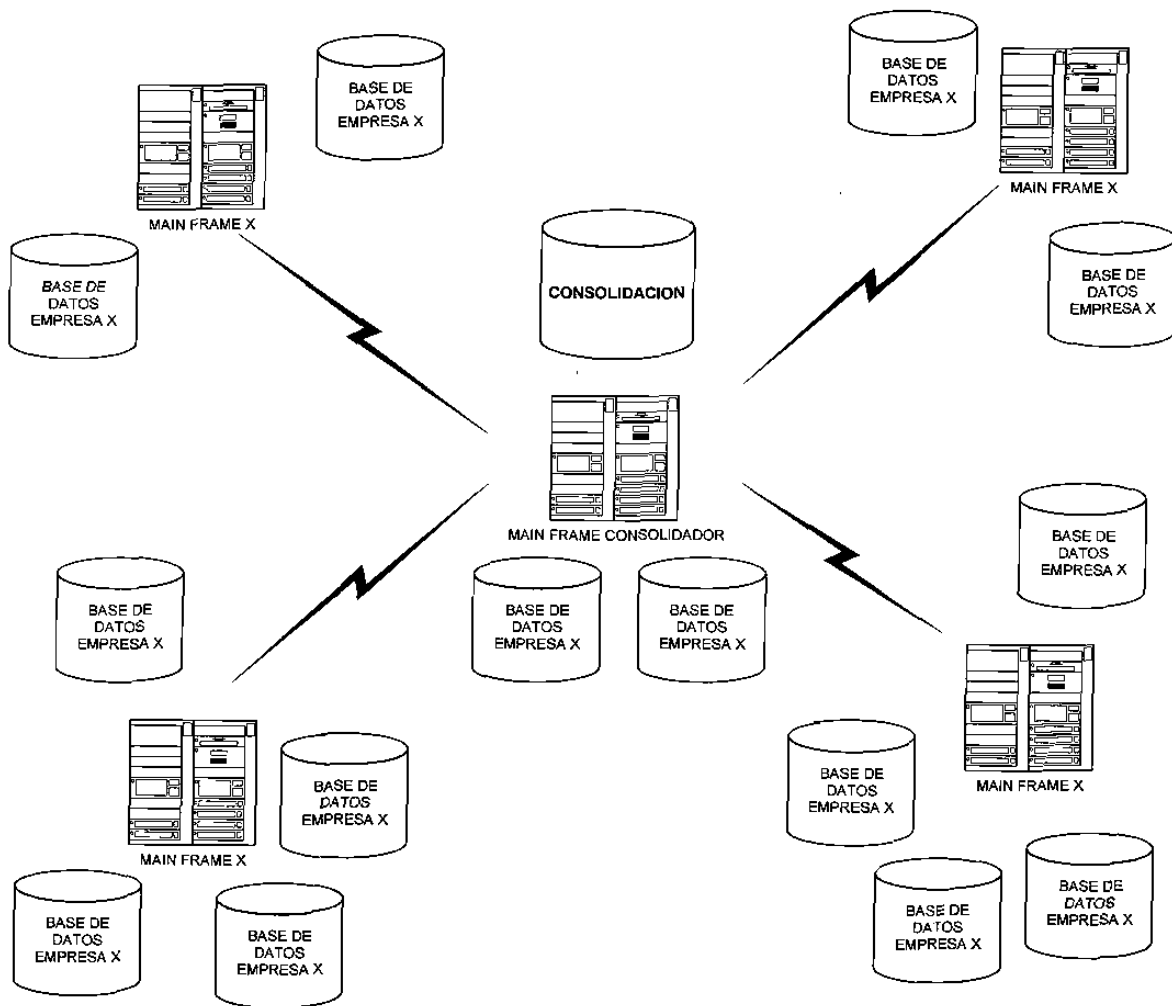 BASE DE
DATOS
EMPRESA X
MAIN FRAME X
BASE DE
DATOS
EMPRESA X
BASE DE
DATOS
EMPRESA X
MAIN FRAME X
BASE DE
DATOS
EMPRESA X
CONSOLIDACION
MAIN FRAME CONSOLIDADOR
BASE DE
DATOS
EMPRESA X
BASE DE
DATOS
EMPRESA X
BASE DE
DATOS
EMPRESA X
MAIN FRAME X
BASE DE
DATOS
EMPRESA X
BASE DE
DATOS
EMPRESA X
BASE DE
DATOS
EMPRESA X
BASE DE
DATOS
EMPRESA X
MAIN FRAME X
BASE DE
DATOS
EMPRESA X
BASE DE
DATOS
EMPRESA X
BASE DE
DATOS
EMPRESA X